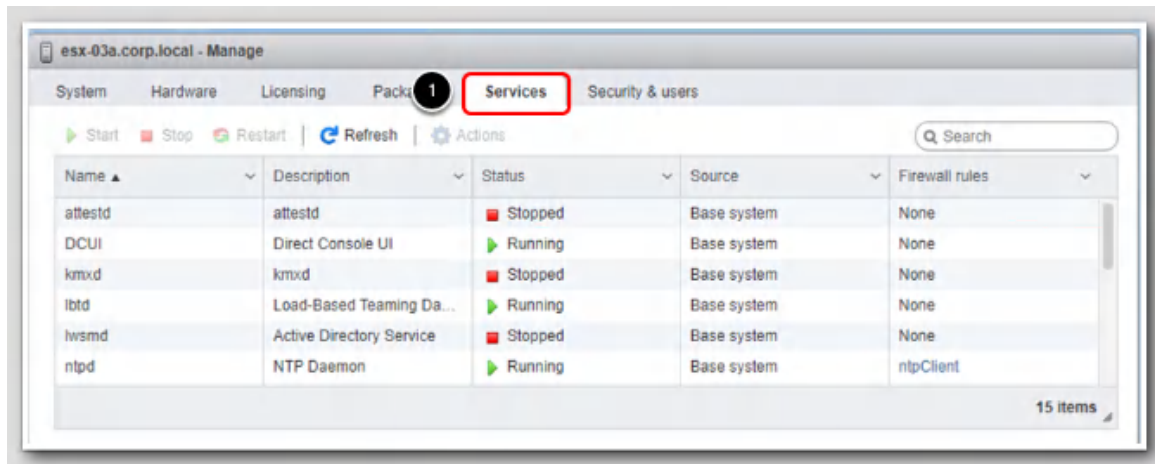 esx-03a.corp.local - Manage
System Hardware Licensing 1 Services Security & users
Start Stop Restart Refresh Actions Search
Name Description Status Source Firewall rules
attestd attestd Stopped Base system None
DCUI Direct Console UI Running Base system None
kmxd kmxd Stopped Base system None
lbtd Load-Based Teaming Da... Running Base system None
lwsmd Active Directory Service Stopped Base system None
ntpd NTP Daemon Running Base system ntpClient
15 items